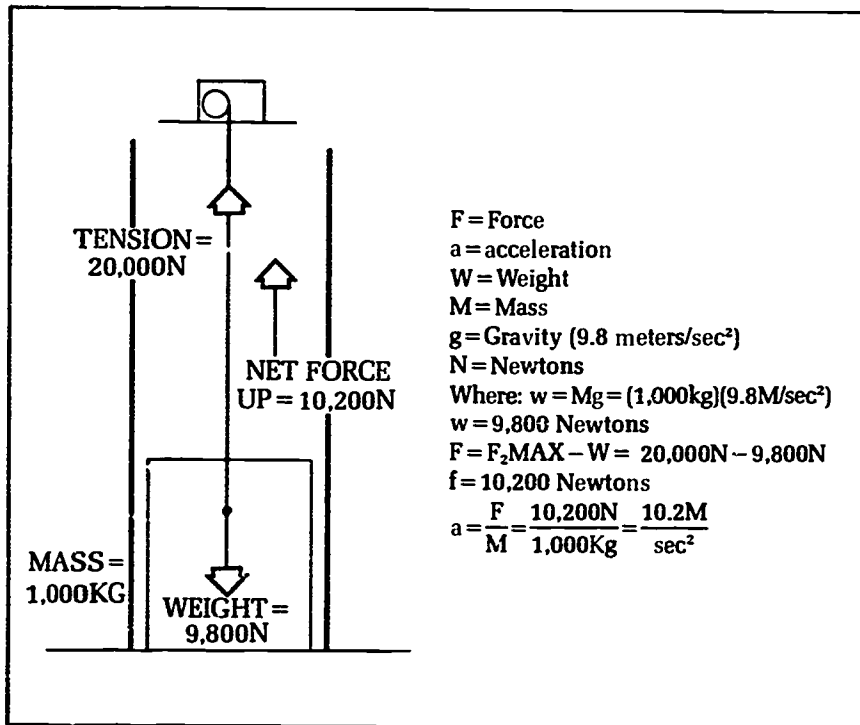 TENSION=
20,000N
NET FORCE
UP=10,200N
MASS=
1,000KG
WEIGHT=
9,800N
F=Force
a=acceleration
W=Weight
M=Mass
g=Gravity (9.8 meters/sec²)
N=Newtons
Where: w=Mg=(1,000kg)(9.8M/sec²)
w=9,800 Newtons
F=F₂MAX-W= 20,000N-9,800N
f=10,200 Newtons
a=F/M=10,200N/1,000Kg=10.2M/sec²